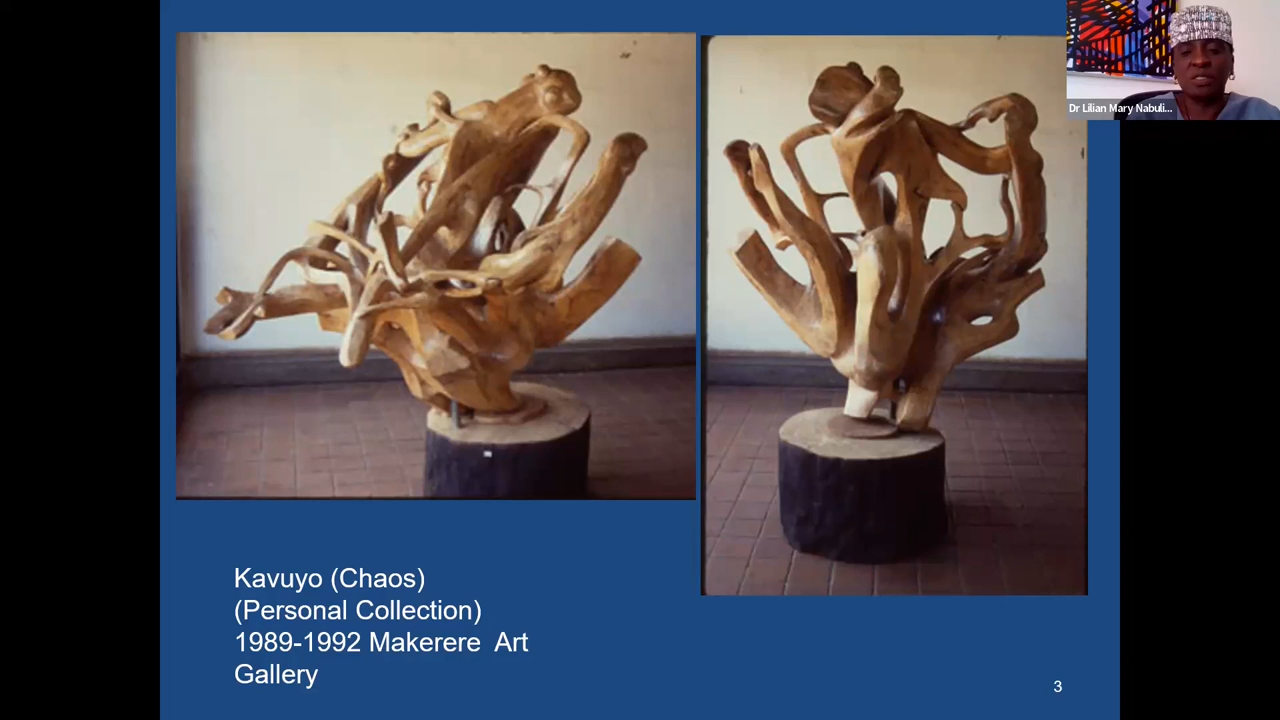 Dr Lilian Mary Nabuli...
Kavuyo (Chaos)
(Personal Collection)
1989-1992 Makerere  Art
Gallery
3